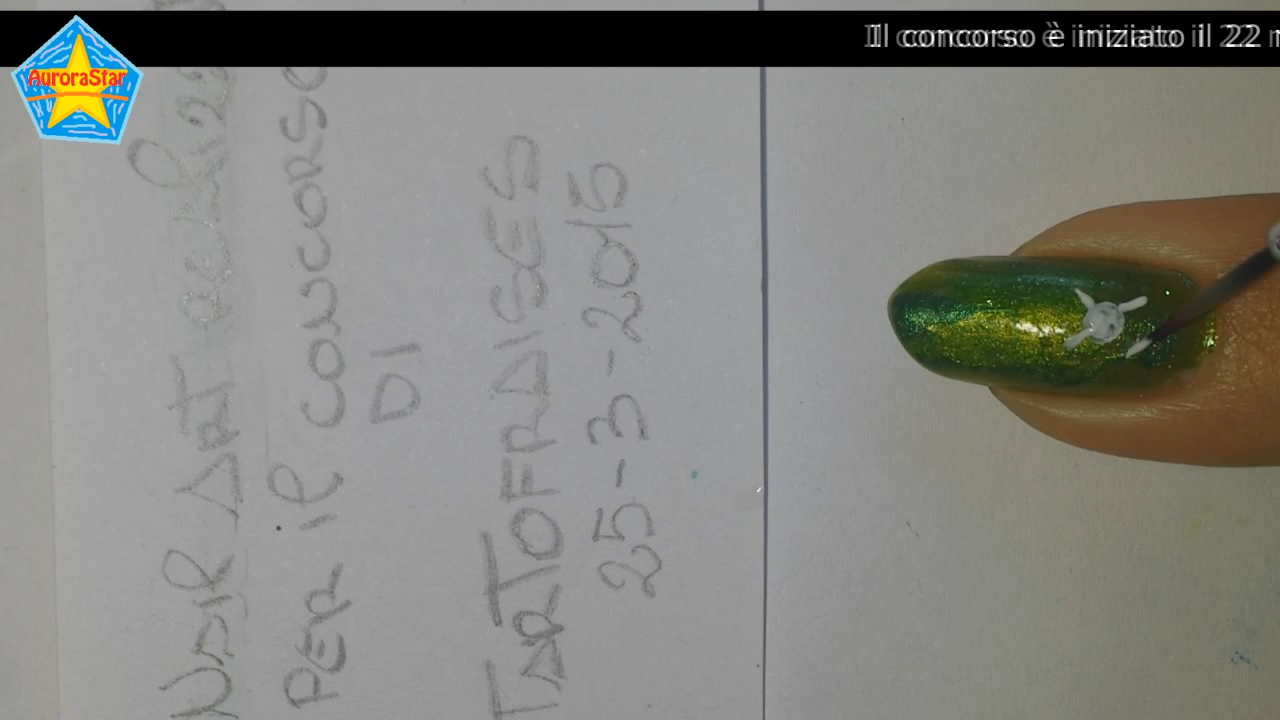 Il concorso è iniziato il 22
AuroraStar
NAIL ART
PER IL CONCORSO
DI
TARTOFRAISES
25-3-2015